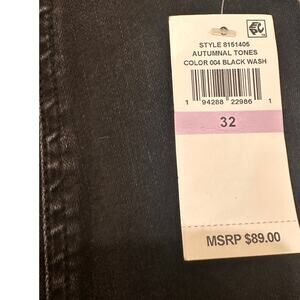 STYLE 8151405
AUTUMNAL TONES
COLOR 004 BLACK WASH
1 94288 22986 1
32
MSRP $89.00